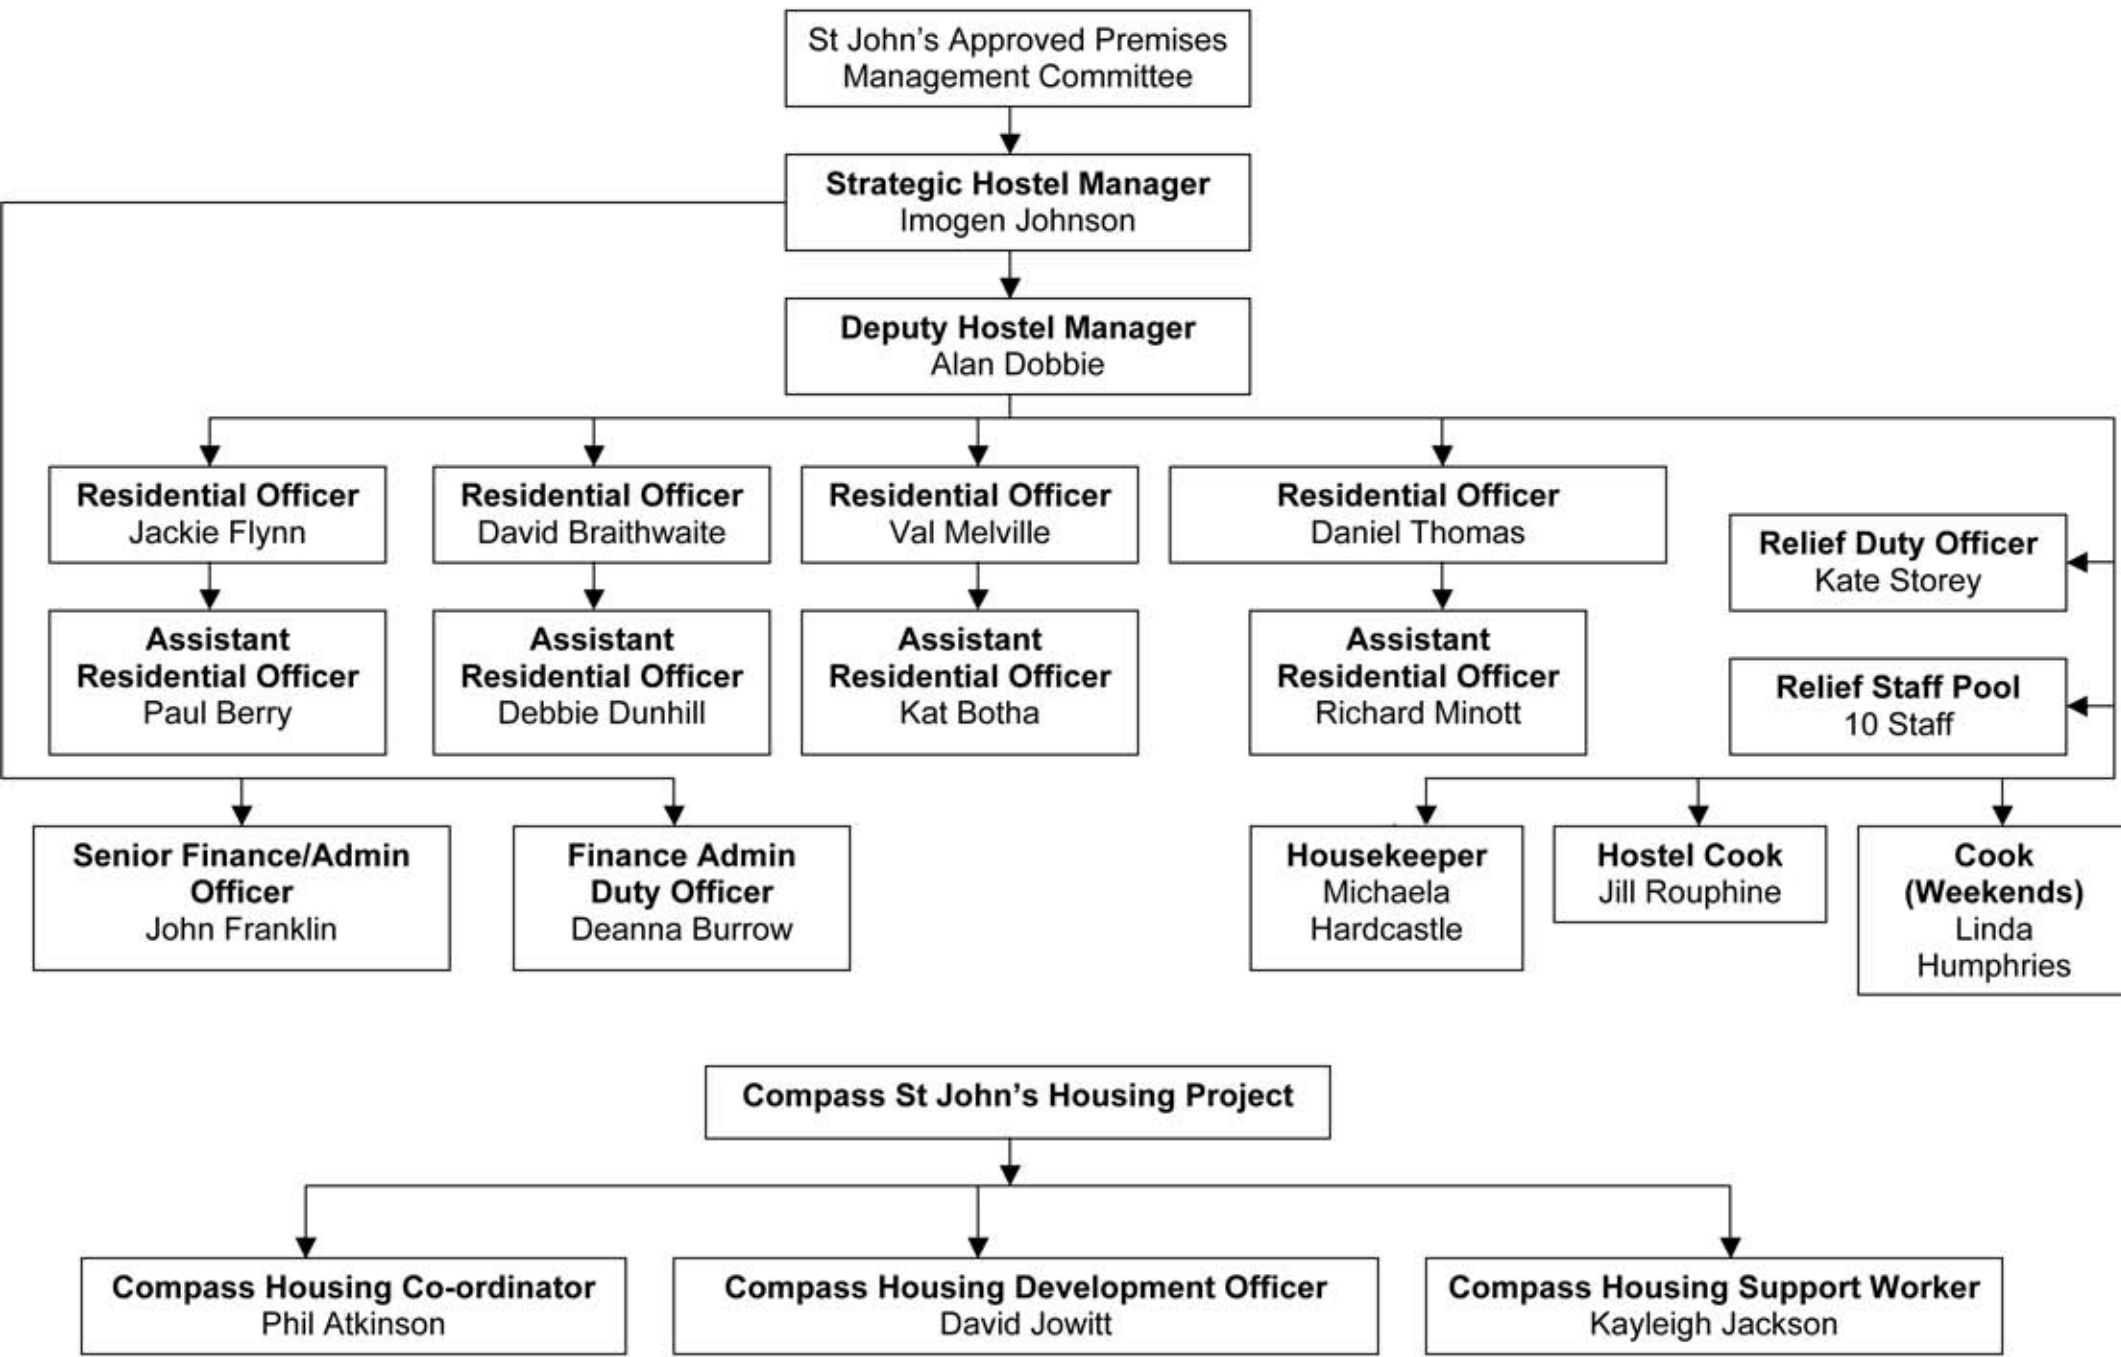 St John’s Approved Premises
Management Committee
Strategic Hostel Manager
Imogen Johnson
Deputy Hostel Manager
Alan Dobbie
Residential Officer
Jackie Flynn
Residential Officer
David Braithwaite
Residential Officer
Val Melville
Residential Officer
Daniel Thomas
Relief Duty Officer
Kate Storey
Assistant
Residential Officer
Paul Berry
Assistant
Residential Officer
Debbie Dunhill
Assistant
Residential Officer
Kat Botha
Assistant
Residential Officer
Richard Minott
Relief Staff Pool
10 Staff
Senior Finance/Admin
Officer
John Franklin
Finance Admin
Duty Officer
Deanna Burrow
Housekeeper
Michaela
Hardcastle
Hostel Cook
Jill Rouphine
Cook
(Weekends)
Linda
Humphries
Compass St John’s Housing Project
Compass Housing Co-ordinator
Phil Atkinson
Compass Housing Development Officer
David Jowitt
Compass Housing Support Worker
Kayleigh Jackson